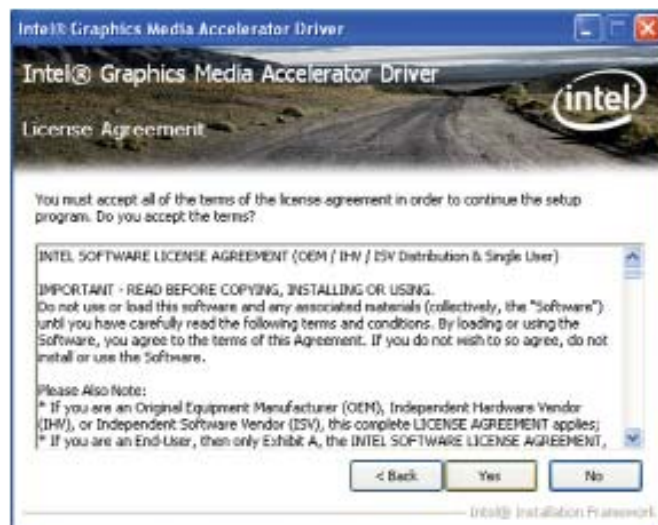 Intel® Graphics Media Accelerator Driver
Intel® Graphics Media Accelerator Driver
intel
License Agreement
You must accept all of the terms of the license agreement in order to continue the setup
program. Do you accept the terms?
INTEL SOFTWARE LICENSE AGREEMENT (OEM / IHV / ISV Distribution & Single User)
IMPORTANT - READ BEFORE COPYING, INSTALLING OR USING.
Do not use or load this software and any associated materials (collectively, the "Software")
until you have carefully read the following terms and conditions. By loading or using the
Software, you agree to the terms of this Agreement. If you do not wish to so agree, do not
install or use the Software.
Please Also Note:
* If you are an Original Equipment Manufacturer (OEM), Independent Hardware Vendor
(IHV), or Independent Software Vendor (ISV), this complete LICENSE AGREEMENT applies;
* If you are an End-User, then only Exhibit A, the INTEL SOFTWARE LICENSE AGREEMENT,
< Back Yes No
Intel® Installation Framework